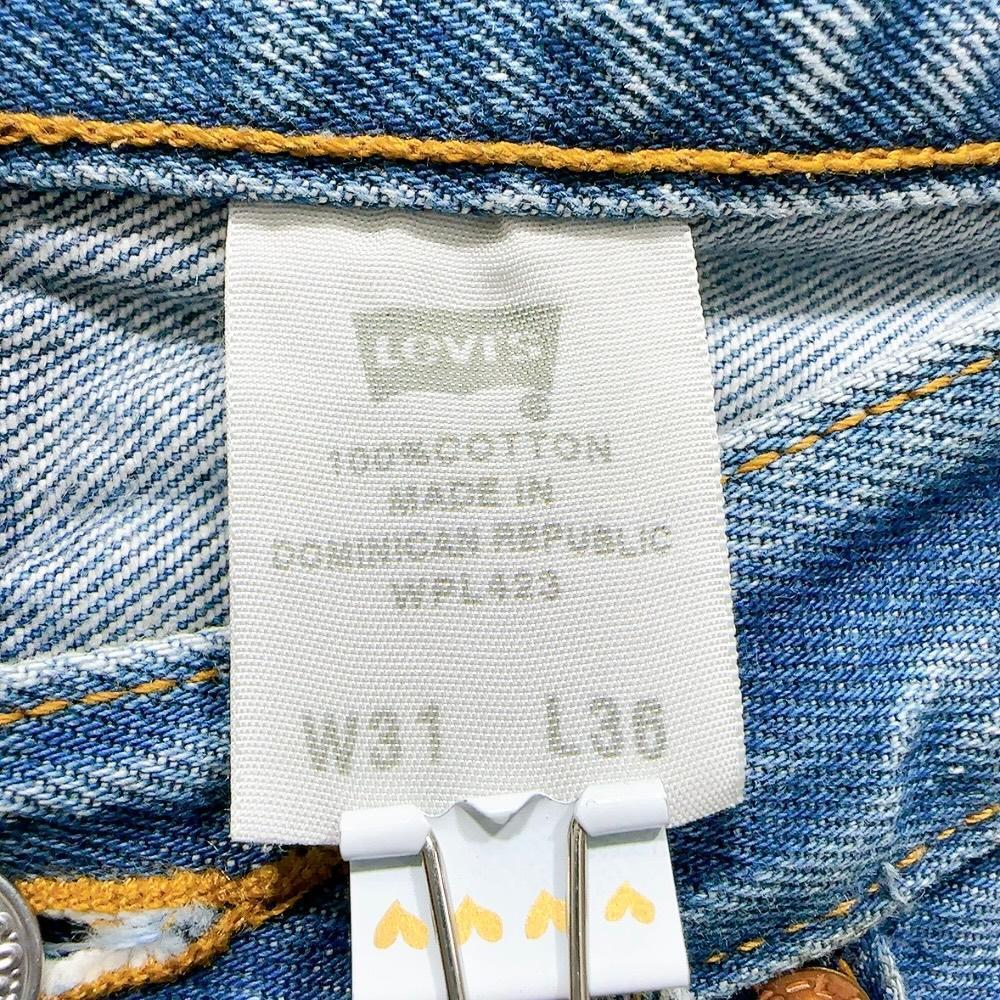 Levi's
®
100% COTTON
MADE IN
DOMINICAN REPUBLIC
WPL423
W31 L36